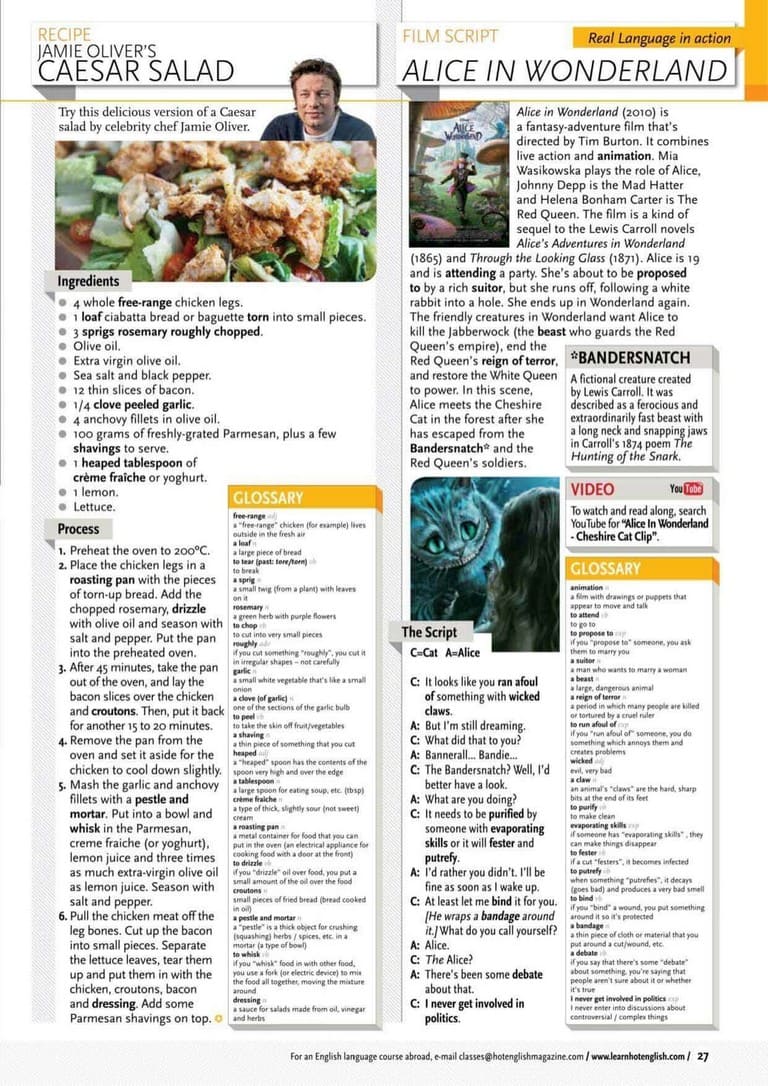 RECIPE
JAMIE OLIVER'S
CAESAR SALAD
Try this delicious version of a Caesar
salad by celebrity chef Jamie Oliver.
Ingredients
4 whole free-range chicken legs.
1 loaf ciabatta bread or baguette torn into small pieces.
3 sprigs rosemary roughly chopped.
Olive oil.
Extra virgin olive oil.
Sea salt and black pepper.
12 thin slices of bacon.
1/4 clove peeled garlic.
4 anchovy fillets in olive oil.
100 grams of freshly-grated Parmesan, plus a few
shavings to serve.
1 heaped tablespoon of
crème fraîche or yoghurt.
1 lemon.
Lettuce.
Process
1. Preheat the oven to 200ºC.
2. Place the chicken legs in a
roasting pan with the pieces
of torn-up bread. Add the
chopped rosemary, drizzle
with olive oil and season with
salt and pepper. Put the pan
into the preheated oven.
3. After 45 minutes, take the pan
out of the oven, and lay the
bacon slices over the chicken
and croutons. Then, put it back
for another 15 to 20 minutes.
4. Remove the pan from the
oven and set it aside for the
chicken to cool down slightly.
5. Mash the garlic and anchovy
fillets with a pestle and
mortar. Put into a bowl and
whisk in the Parmesan,
creme fraiche (or yoghurt),
lemon juice and three times
as much extra-virgin olive oil
as lemon juice. Season with
salt and pepper.
6. Pull the chicken meat off the
leg bones. Cut up the bacon
into small pieces. Separate
the lettuce leaves, tear them
up and put them in with the
chicken, croutons, bacon
and dressing. Add some
Parmesan shavings on top.
GLOSSARY
free-range adj
a "free-range" chicken (for example) lives
outside in the fresh air
a loaf n
a large piece of bread
to tear (past: tore/torn) vb
to break
a sprig n
a small twig (from a plant) with leaves
on it
rosemary n
a green herb with purple flowers
to chop vb
to cut into very small pieces
roughly adv
if you cut something "roughly", you cut it
in irregular shapes – not carefully
garlic n
a small white vegetable that's like a small
onion
a clove (of garlic) n
one of the sections of the garlic bulb
to peel vb
to take the skin off fruit/vegetables
a shaving n
a thin piece of something that you cut
heaped adj
a "heaped" spoon has the contents of the
spoon very high and over the edge
a tablespoon n
a large spoon for eating soup, etc. (tbsp)
crème fraîche n
a type of thick, slightly sour (not sweet)
cream
a roasting pan n
a metal container for food that you can
put in the oven (an electrical appliance for
cooking food with a door at the front)
to drizzle vb
if you "drizzle" oil over food, you put a
small amount of the oil over the food
croutons n
small pieces of fried bread (bread cooked
in oil)
a pestle and mortar n
a "pestle" is a thick object for crushing
(squashing) herbs / spices, etc. in a
mortar (a type of bowl)
to whisk vb
if you "whisk" food in with other food,
you use a fork (or electric device) to mix
the food all together, moving the mixture
around
dressing n
a sauce for salads made from oil, vinegar
and herbs
FILM SCRIPT
Real Language in action
ALICE IN WONDERLAND
ALICE
WONDERLAND
Alice in Wonderland (2010) is
a fantasy-adventure film that's
directed by Tim Burton. It combines
live action and animation. Mia
Wasikowska plays the role of Alice,
Johnny Depp is the Mad Hatter
and Helena Bonham Carter is The
Red Queen. The film is a kind of
sequel to the Lewis Carroll novels
Alice's Adventures in Wonderland
(1865) and Through the Looking Glass (1871). Alice is 19
and is attending a party. She's about to be proposed
to by a rich suitor, but she runs off, following a white
rabbit into a hole. She ends up in Wonderland again.
The friendly creatures in Wonderland want Alice to
kill the Jabberwock (the beast who guards the Red
Queen's empire), end the
Red Queen's reign of terror,
and restore the White Queen
to power. In this scene,
Alice meets the Cheshire
Cat in the forest after she
has escaped from the
Bandersnatch* and the
Red Queen's soldiers.
*BANDERSNATCH
A fictional creature created
by Lewis Carroll. It was
described as a ferocious and
extraordinarily fast beast with
a long neck and snapping jaws
in Carroll's 1874 poem The
Hunting of the Snark.
VIDEO
YouTube
To watch and read along, search
YouTube for "Alice In Wonderland
- Cheshire Cat Clip".
The Script
C=Cat A=Alice
C: It looks like you ran afoul
of something with wicked
claws.
A: But I'm still dreaming.
C: What did that to you?
A: Bannerall... Bandie...
C: The Bandersnatch? Well, I'd
better have a look.
A: What are you doing?
C: It needs to be purified by
someone with evaporating
skills or it will fester and
putrefy.
A: I'd rather you didn't. I'll be
fine as soon as I wake up.
C: At least let me bind it for you.
[He wraps a bandage around
it.] What do you call yourself?
A: Alice.
C: The Alice?
A: There's been some debate
about that.
C: I never get involved in
politics.
GLOSSARY
animation n
a film with drawings or puppets that
appear to move and talk
to attend vb
to go to
to propose to exp
if you "propose to" someone, you ask
them to marry you
a suitor n
a man who wants to marry a woman
a beast n
a large, dangerous animal
a reign of terror n
a period in which many people are killed
or tortured by a cruel ruler
to run afoul of exp
if you "run afoul of" someone, you do
something which annoys them and
creates problems
wicked adj
evil, very bad
a claw n
an animal's "claws" are the hard, sharp
bits at the end of its feet
to purify vb
to make clean
evaporating skills exp
if someone has "evaporating skills", they
can make things disappear
to fester vb
if a cut "festers", it becomes infected
to putrefy vb
when something "putrefies", it decays
(goes bad) and produces a very bad smell
to bind vb
if you "bind" a wound, you put something
around it so it's protected
a bandage n
a thin piece of cloth or material that you
put around a cut/wound, etc.
a debate n
if you say that there's some "debate"
about something, you're saying that
people aren't sure about it or whether
it's true
I never get involved in politics exp
I never enter into discussions about
controversial / complex things
For an English language course abroad, e-mail classes@hotenglishmagazine.com / www.learnhotenglish.com / 27